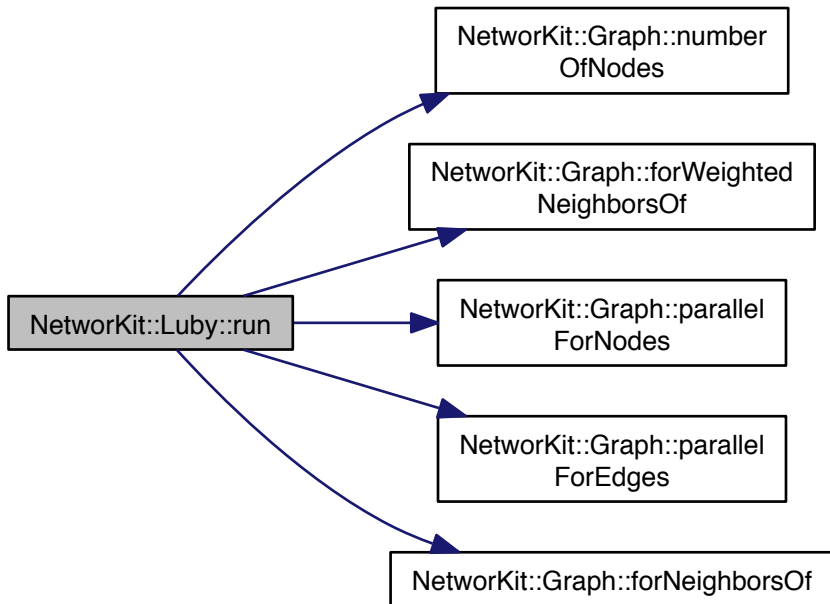 NetworKit::Graph::number
OfNodes
NetworKit::Graph::forWeighted
NeighborsOf
NetworKit::Luby::run
NetworKit::Graph::parallel
ForNodes
NetworKit::Graph::parallel
ForEdges
NetworKit::Graph::forNeighborsOf